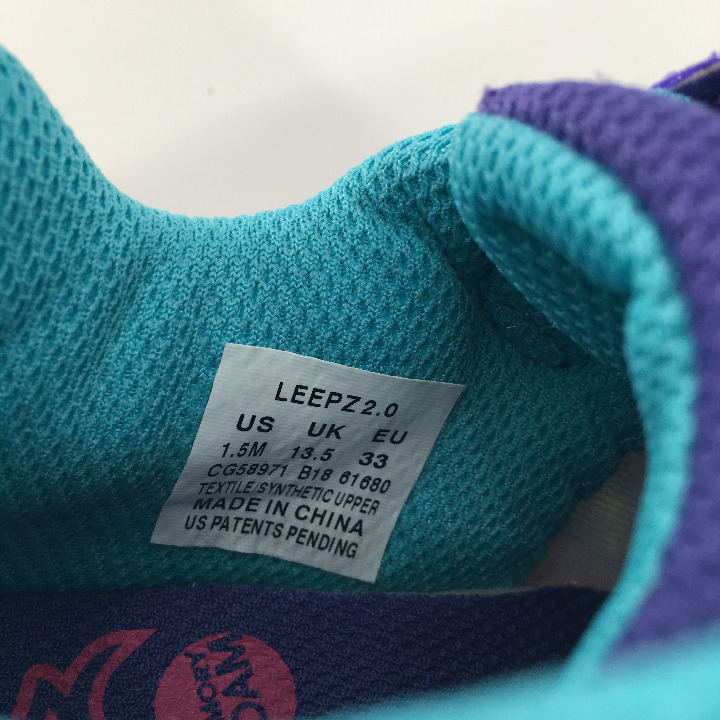 LEEPZ2.0
US UK EU
1.5M 13.5 33
CG58971 B18 61680
TEXTILE/SYNTHETIC UPPER
MADE IN CHINA
US PATENTS PENDING